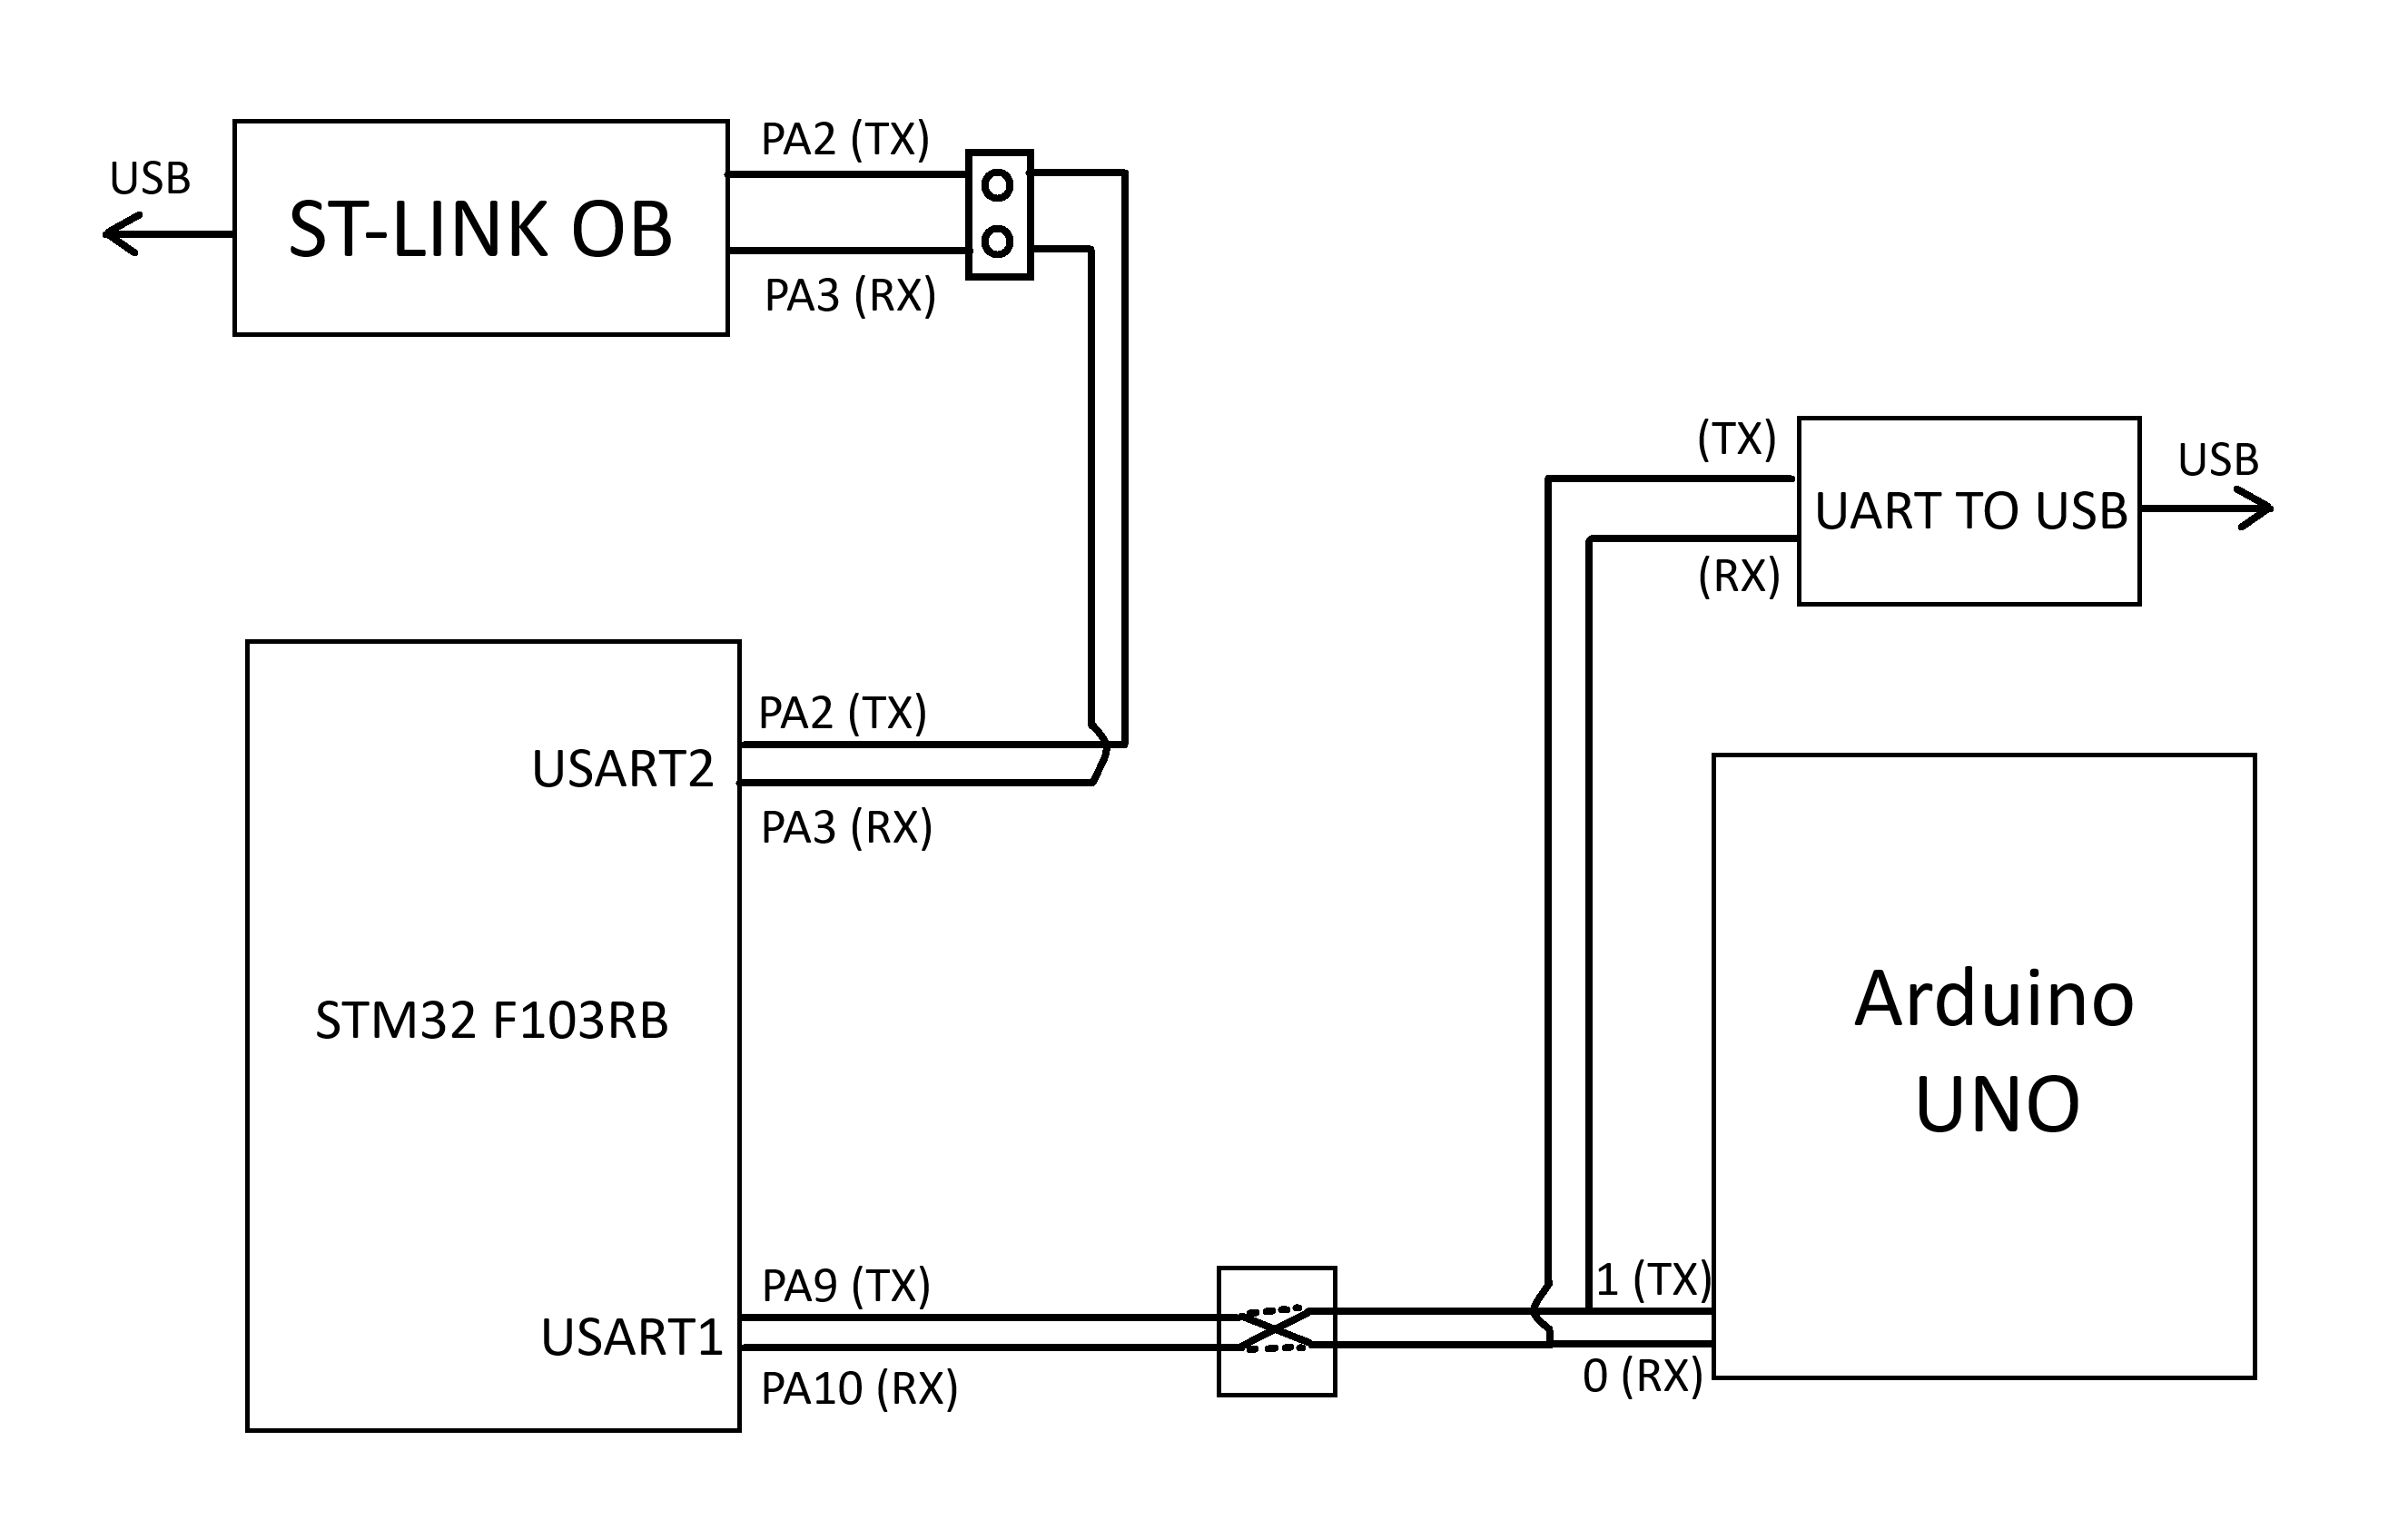 USB
ST-LINK OB
PA2 (TX)
PA3 (RX)
(TX)
UART TO USB
USB
(RX)
PA2 (TX)
USART2
PA3 (RX)
STM32 F103RB
Arduino
UNO
PA9 (TX)
USART1
PA10 (RX)
1 (TX)
0 (RX)